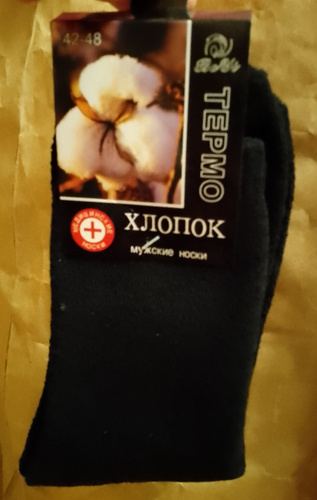 42-48
ТЕРМО
МЕДИЦИНСКИЕ
НОСКИ
ХЛОПОК
мужские носки